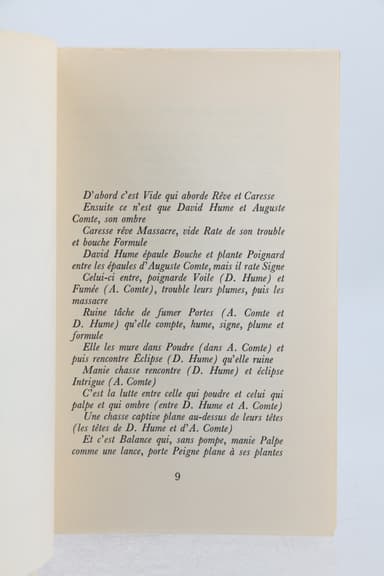 D'abord c'est Vide qui aborde Rêve et Caresse
Ensuite ce n'est que David Hume et Auguste
Comte, son ombre
Caresse rêve Massacre, vide Rate de son trouble
et bouche Formule
David Hume épaule Bouche et plante Poignard
entre les épaules d'Auguste Comte, mais il rate Signe
Celui-ci entre, poignarde Voile (D. Hume) et
Fumée (A. Comte), trouble leurs plumes, puis les
massacre
Ruine tâche de fumer Portes (A. Comte et
D. Hume) qu'elle compte, hume, signe, plume et
formule
Elle les mure dans Poudre (dans A. Comte) et
puis rencontre Éclipse (D. Hume) qu'elle ruine
Manie chasse rencontre (D. Hume) et éclipse
Intrigue (A. Comte)
C'est la lutte entre celle qui poudre et celui qui
palpe et qui ombre (entre D. Hume et A. Comte)
Une chasse captive plane au-dessus de leurs têtes
(les têtes de D. Hume et d'A. Comte)
Et c'est Balance qui, sans pompe, manie Palpe
comme une lance, porte Peigne plane à ses plantes
9